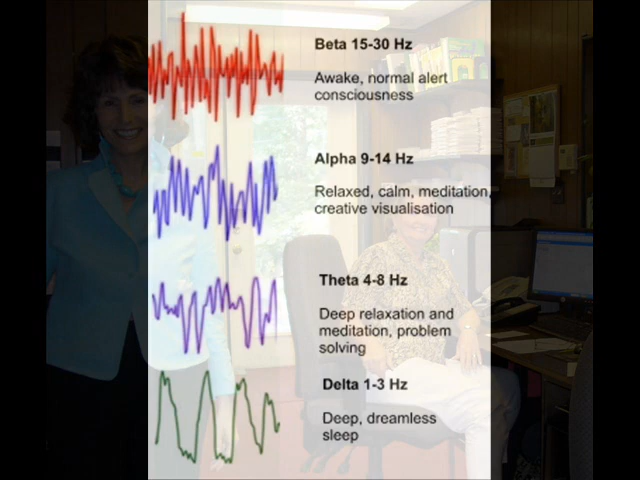 Beta 15-30 Hz
Awake, normal alert
consciousness
Alpha 9-14 Hz
Relaxed, calm, meditation,
creative visualisation
Theta 4-8 Hz
Deep relaxation and
meditation, problem
solving
Delta 1-3 Hz
Deep, dreamless
sleep